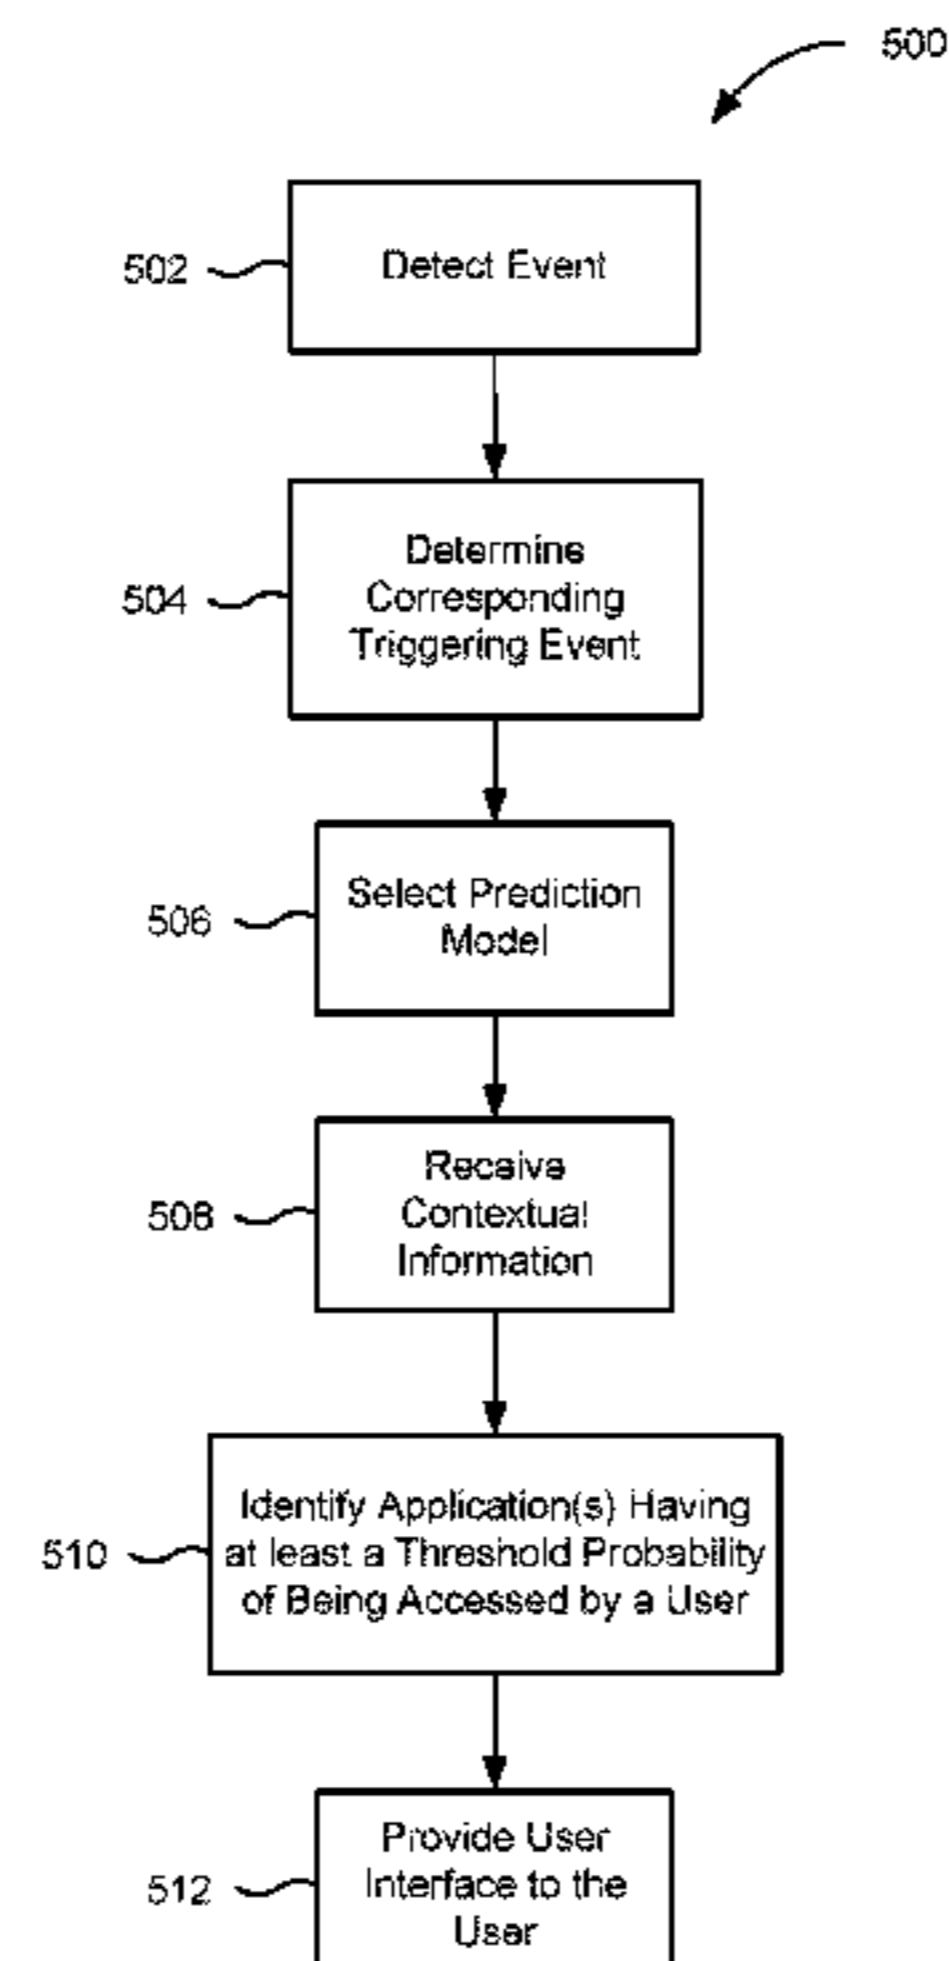 500
502
Detect Event
504
Determine
Corresponding
Triggering Event
506
Select Prediction
Model
508
Receive
Contextual
Information
510
Identify Application(s) Having
at least a Threshold Probability
of Being Accessed by a User
512
Provide User
Interface to the
User